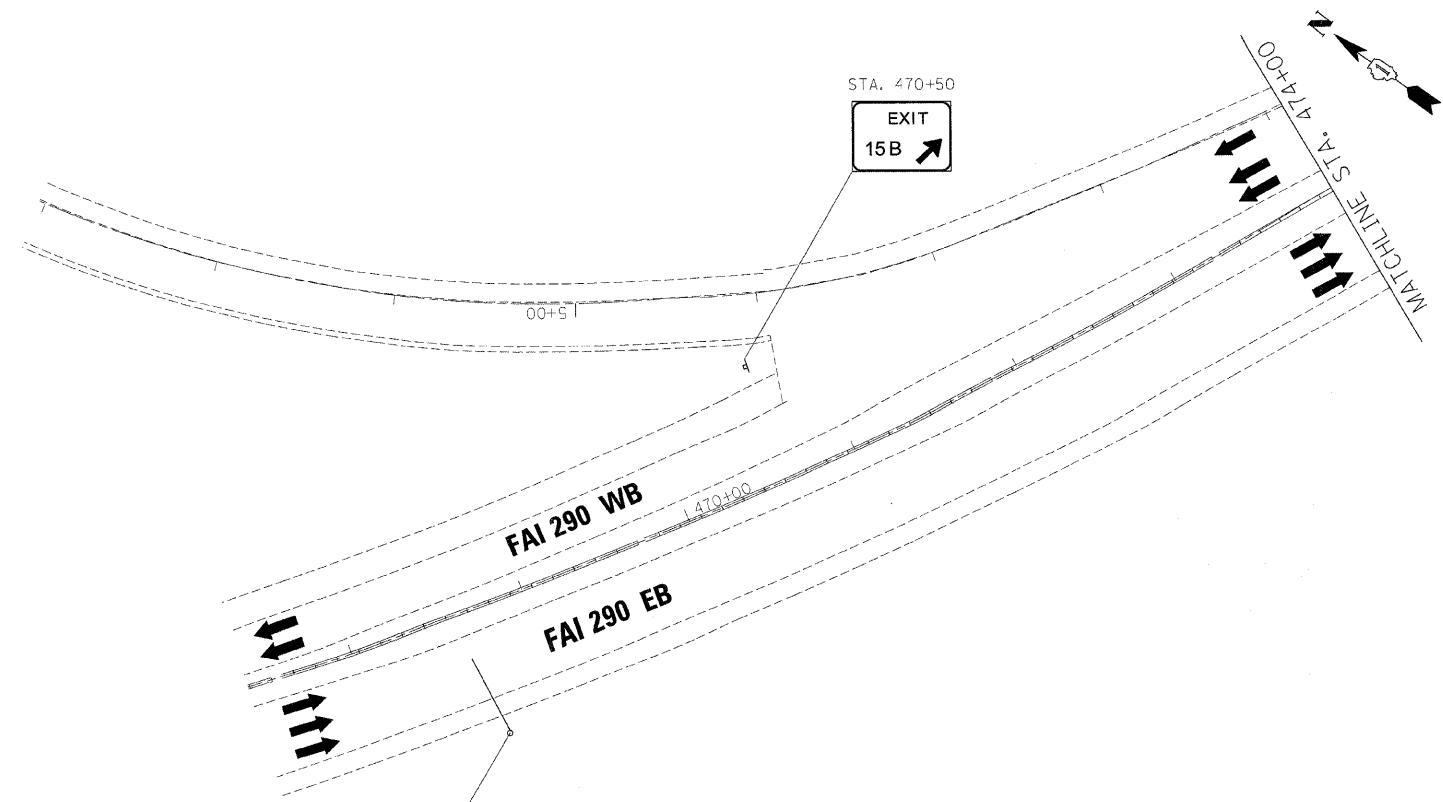 N
STA. 470+50
EXIT
15B
MATCHLINE STA. 474+00
5+00
470+00
FAI 290 WB
FAI 290 EB